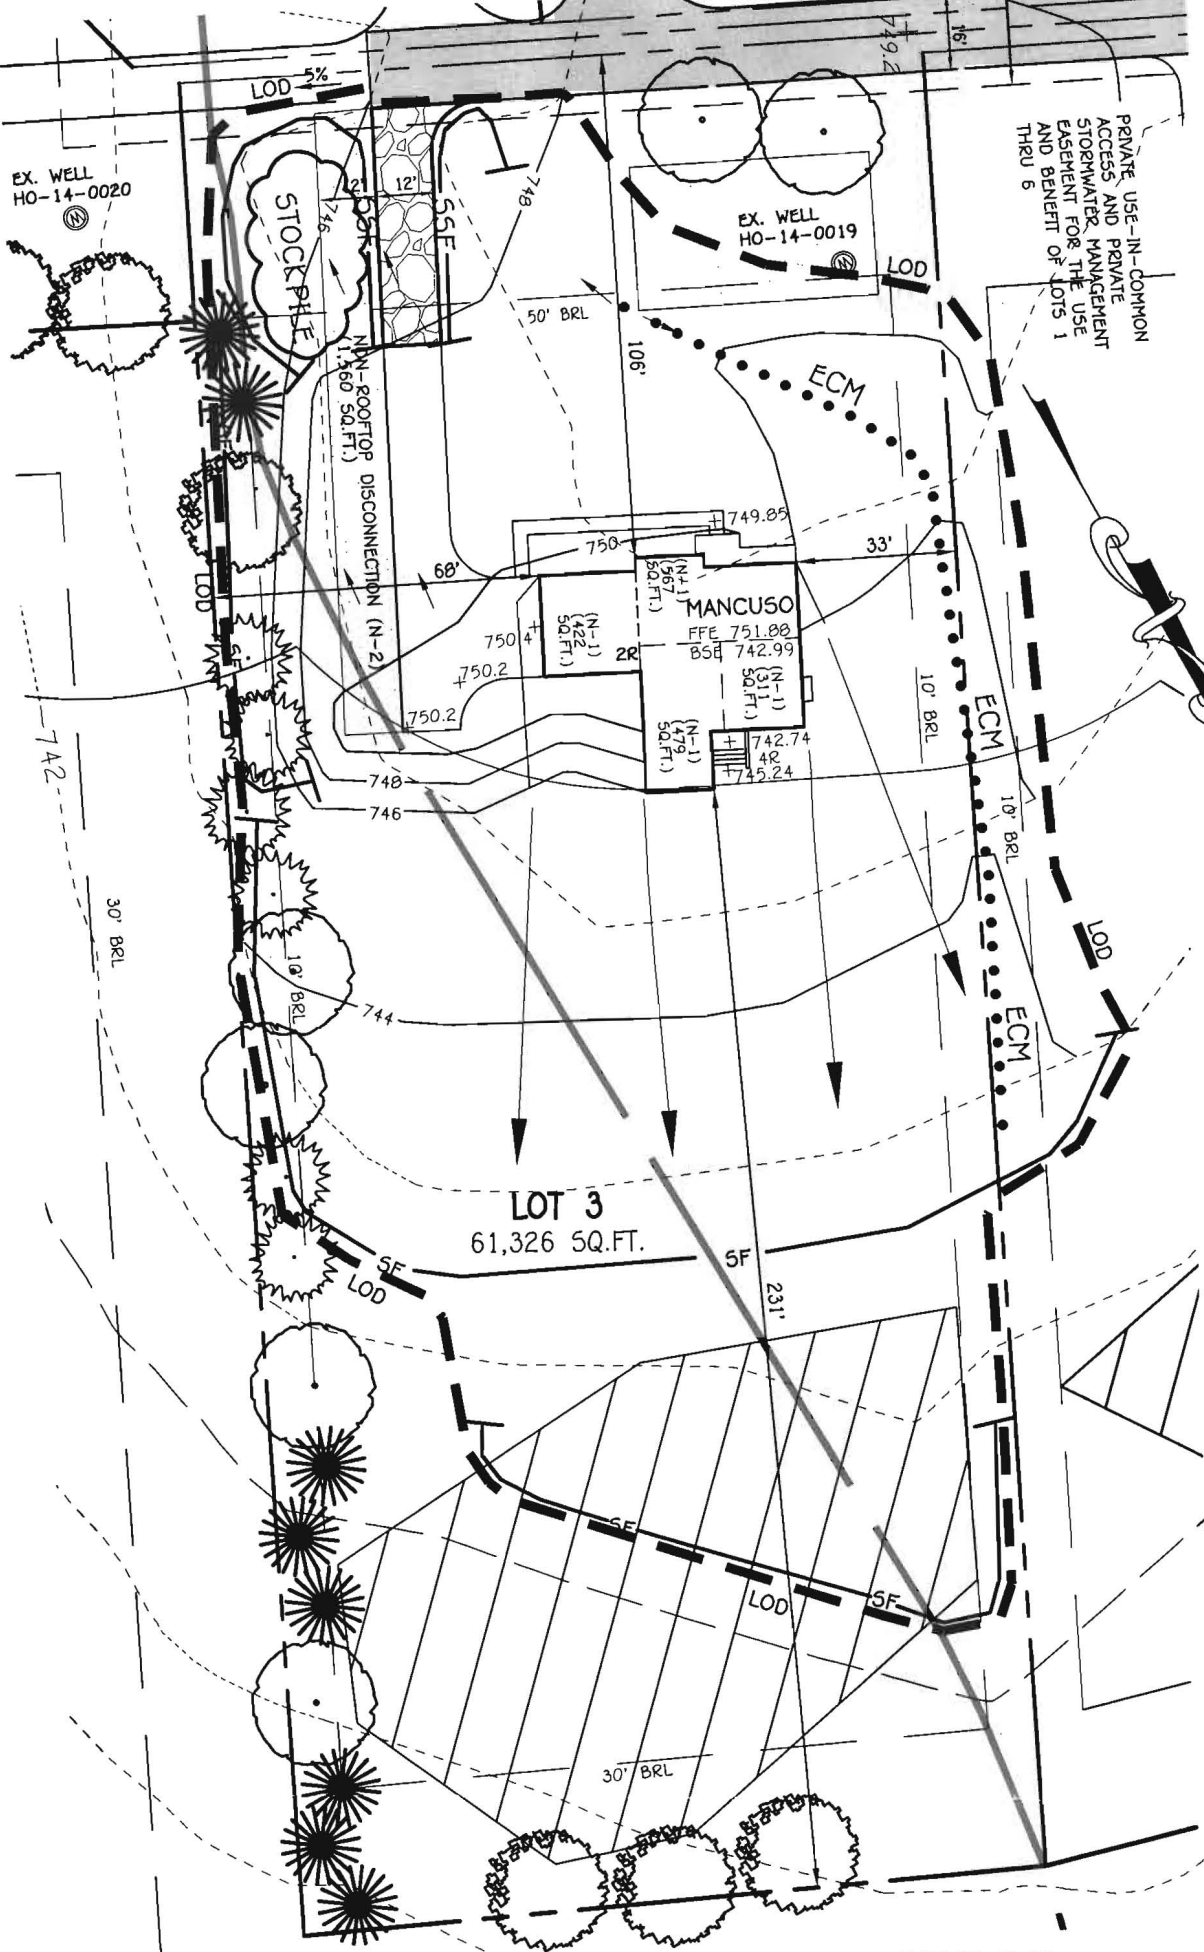 749.2
16'
PRIVATE USE-IN-COMMON
ACCESS AND PRIVATE
STORMWATER MANAGEMENT
EASEMENT FOR THE USE
AND BENEFIT OF LOTS 1
THRU 6
LOD
5%
EX. WELL
HO-14-0020
STOCKPILE
746
2'
12'
SSF
SSF
748
EX. WELL
HO-14-0019
LOD
50' BRL
106'
ECM
NON-ROOFTOP DISCONNECTION (N-2)
(1,560 SQ.FT.)
749.85
750
68'
33'
LOD
SF
(N-1)
(567
SQ.FT.)
MANCUSO
FFE 751.88
BSE 742.99
(N-1)
(422
SQ.FT.)
2R
750.4
750.2
750.2
(N-1)
(311
SQ.FT.)
(N-1)
(479
SQ.FT.)
742.74
4R
745.24
10' BRL
ECM
10' BRL
742
748
746
30' BRL
10' BRL
744
LOD
ECM
LOT 3
61,326 SQ.FT.
SF
SF
LOD
231'
SF
SF
LOD
30' BRL